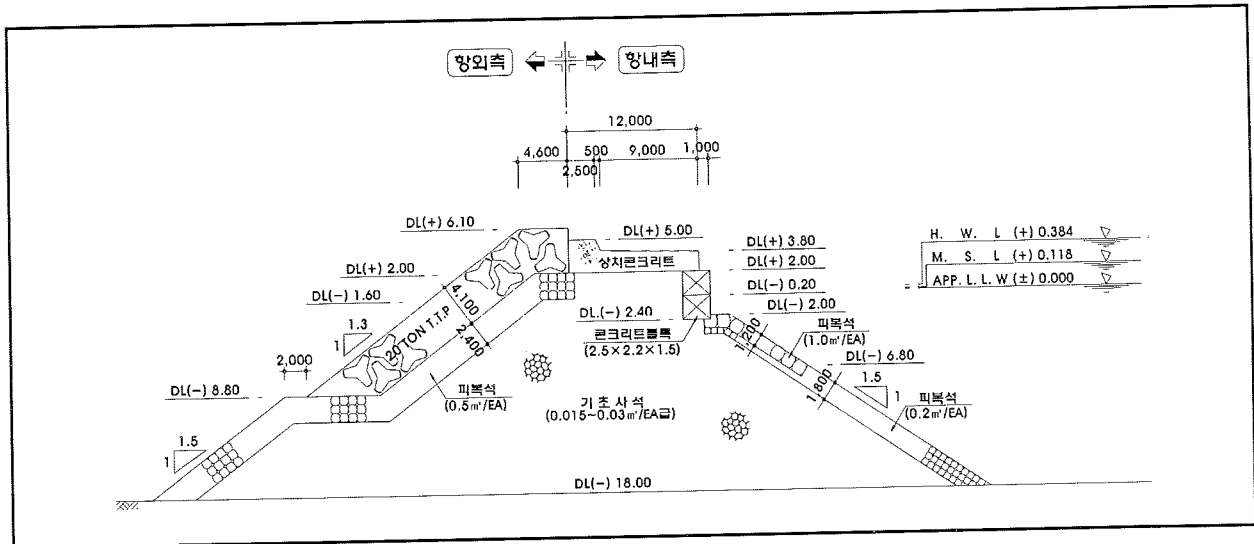 항외측 항내측
12,000
4,600 500 9,000 1,000
2,500
DL(+) 6.10
DL(+) 5.00
DL(+) 3.80
상치콘크리트
DL(+) 2.00
DL(+) 2.00
DL(-) 0.20
DL(-) 1.60
DL.(-) 2.40
DL(-) 2.00
H. W. L (+) 0.384
M. S. L (+) 0.118
APP. L. L. W (±) 0.000
콘크리트블록
(2.5×2.2×1.5)
4,100
2,400
20 TON T.T.P
1.3
1
2,000
DL(-) 8.80
1,200
피복석
(1.0㎥/EA)
DL(-) 6.80
1,800
1.5
1
피복석
(0.5㎥/EA)
기초사석
(0.015~0.03㎥/EA급)
피복석
(0.2㎥/EA)
1.5
1
DL(-) 18.00